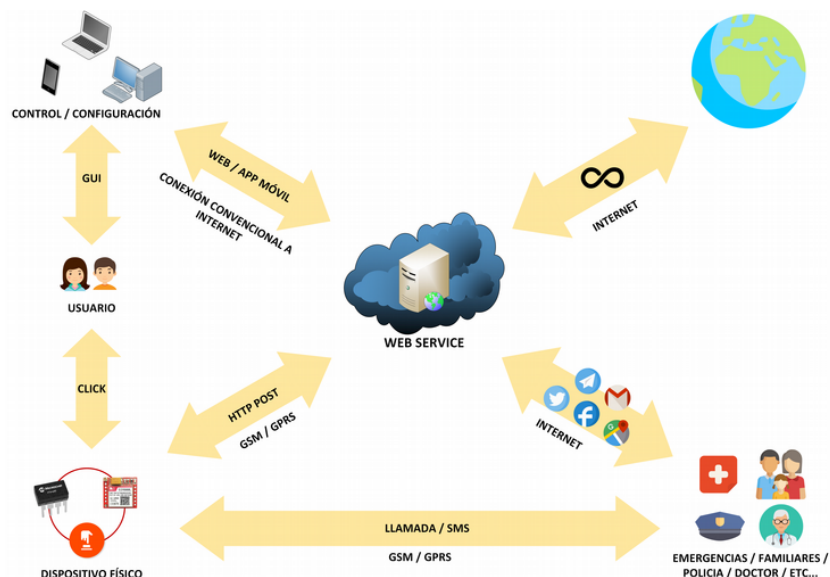 CONTROL / CONFIGURACIÓN
GUI
WEB / APP MÓVIL
CONEXIÓN CONVENCIONAL A
INTERNET
INTERNET
USUARIO
WEB SERVICE
CLICK
HTTP POST
GSM / GPRS
INTERNET
LLAMADA / SMS
GSM / GPRS
DISPOSITIVO FÍSICO
EMERGENCIAS / FAMILIARES /
POLICIA / DOCTOR / ETC...